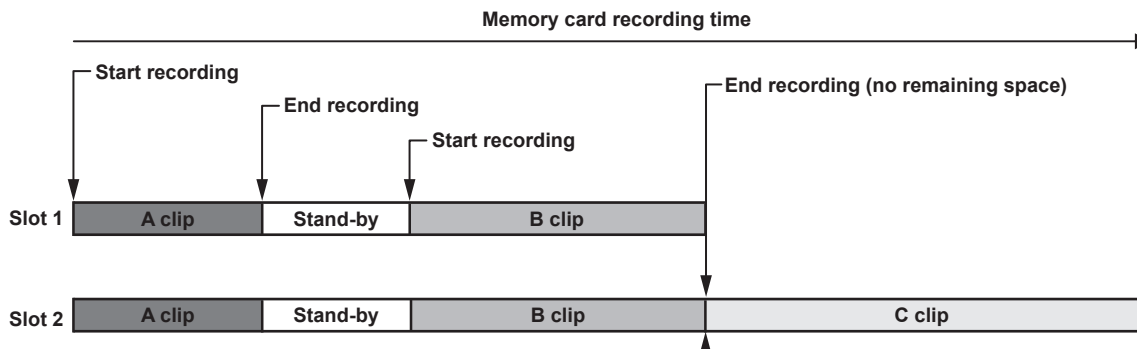 Memory card recording time
Start recording
End recording (no remaining space)
End recording
Start recording
Slot 1
A clip
Stand-by
B clip
Slot 2
A clip
Stand-by
B clip
C clip